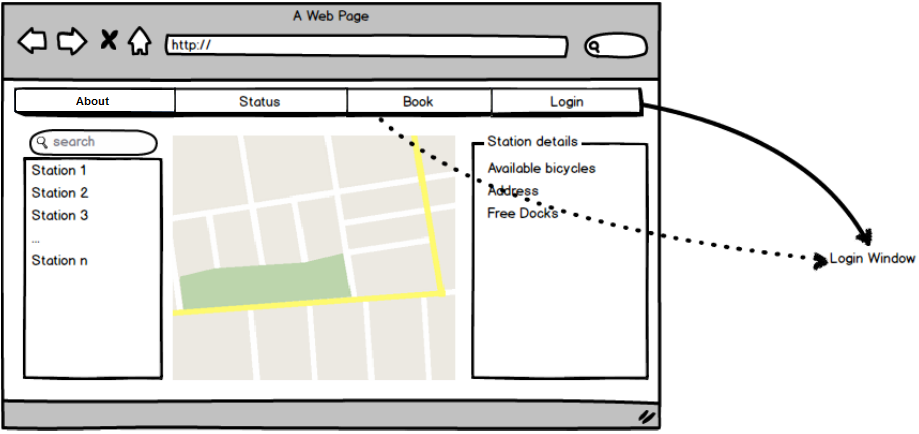 A Web Page
http://
About Status Book Login
search
Station 1
Station 2
Station 3
...
Station n
Station details
Available bicycles
Address
Free Docks
Login Window